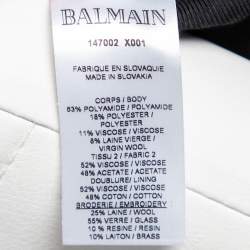 BALMAIN
147002 X001
FABRIQUE EN SLOVAQUIE
MADE IN SLOVAKIA
CORPS / BODY
63% POLYAMIDE / POLYAMIDE
18% POLYESTER /
POLYESTER
11% VISCOSE / VISCOSE
8% LAINE VIERGE /
VIRGIN WOOL
TISSU 2 / FABRIC 2
52% VISCOSE / VISCOSE
48% ACETATE / ACETATE
DOUBLURE / LINING
52% VISCOSE / VISCOSE
48% COTON / COTTON
BRODERIE / EMBROIDERY
25% LAINE / WOOL
55% VERRE / GLASS
10 % RESINE / RESIN
10% LAITON / BRASS